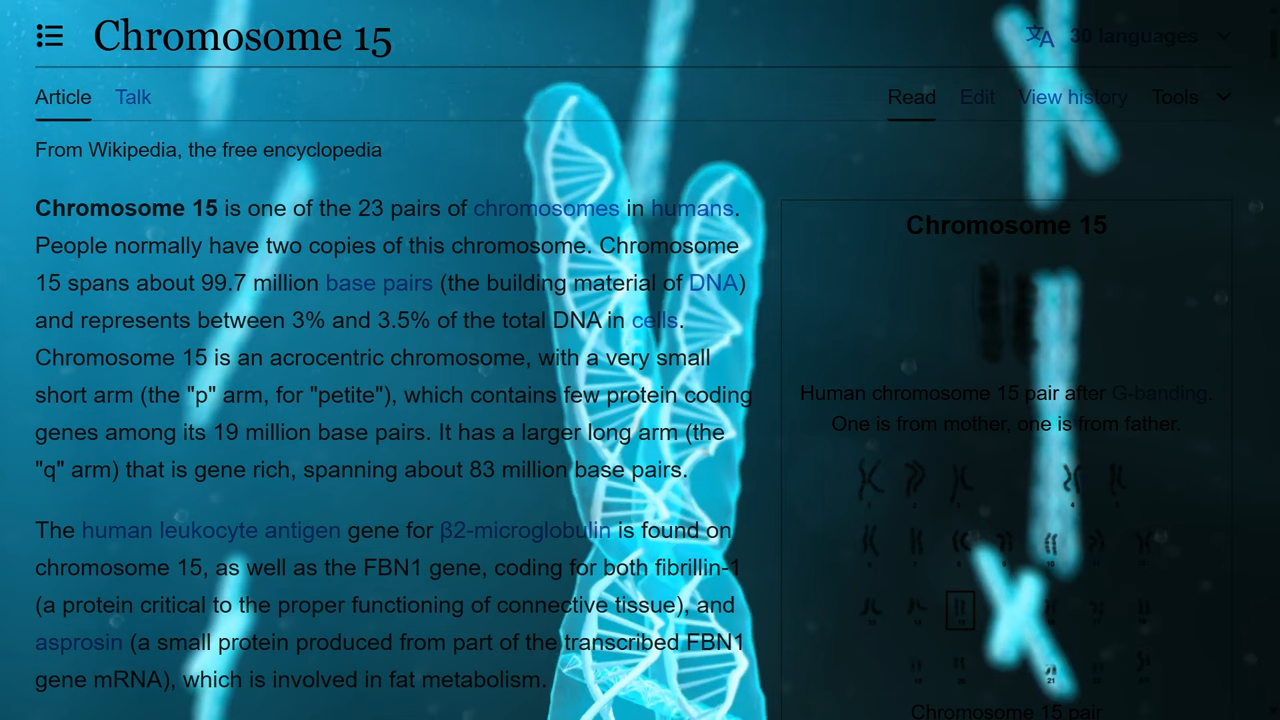 Chromosome 15
30 languages
Article Talk Read Edit View history Tools
From Wikipedia, the free encyclopedia
Chromosome 15 is one of the 23 pairs of chromosomes in humans.
People normally have two copies of this chromosome. Chromosome
15 spans about 99.7 million base pairs (the building material of DNA)
and represents between 3% and 3.5% of the total DNA in cells.
Chromosome 15 is an acrocentric chromosome, with a very small
short arm (the "p" arm, for "petite"), which contains few protein coding
genes among its 19 million base pairs. It has a larger long arm (the
"q" arm) that is gene rich, spanning about 83 million base pairs.
The human leukocyte antigen gene for β2-microglobulin is found on
chromosome 15, as well as the FBN1 gene, coding for both fibrillin-1
(a protein critical to the proper functioning of connective tissue), and
asprosin (a small protein produced from part of the transcribed FBN1
gene mRNA), which is involved in fat metabolism.
Chromosome 15
Human chromosome 15 pair after G-banding.
One is from mother, one is from father.
Chromosome 15 pair